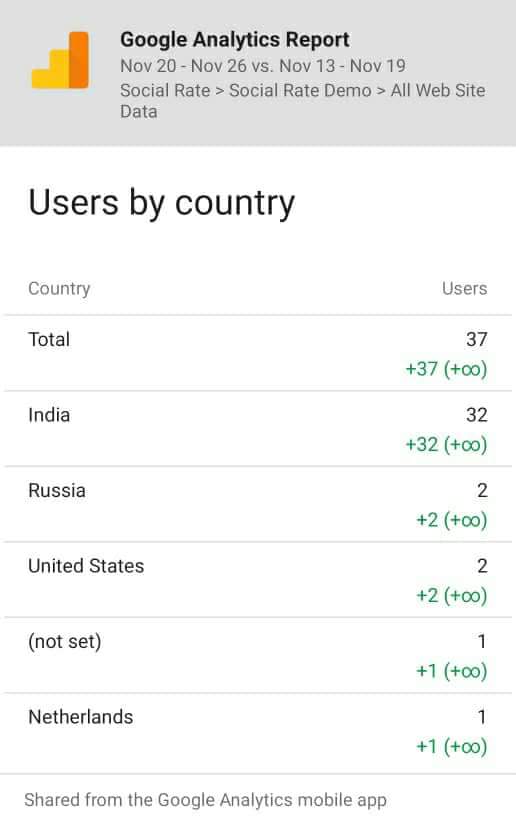 Google Analytics Report
Nov 20 - Nov 26 vs. Nov 13 - Nov 19
Social Rate > Social Rate Demo > All Web Site
Data
Users by country
Country Users
Total 37
+37 (+∞)
India 32
+32 (+∞)
Russia 2
+2 (+∞)
United States 2
+2 (+∞)
(not set) 1
+1 (+∞)
Netherlands 1
+1 (+∞)
Shared from the Google Analytics mobile app